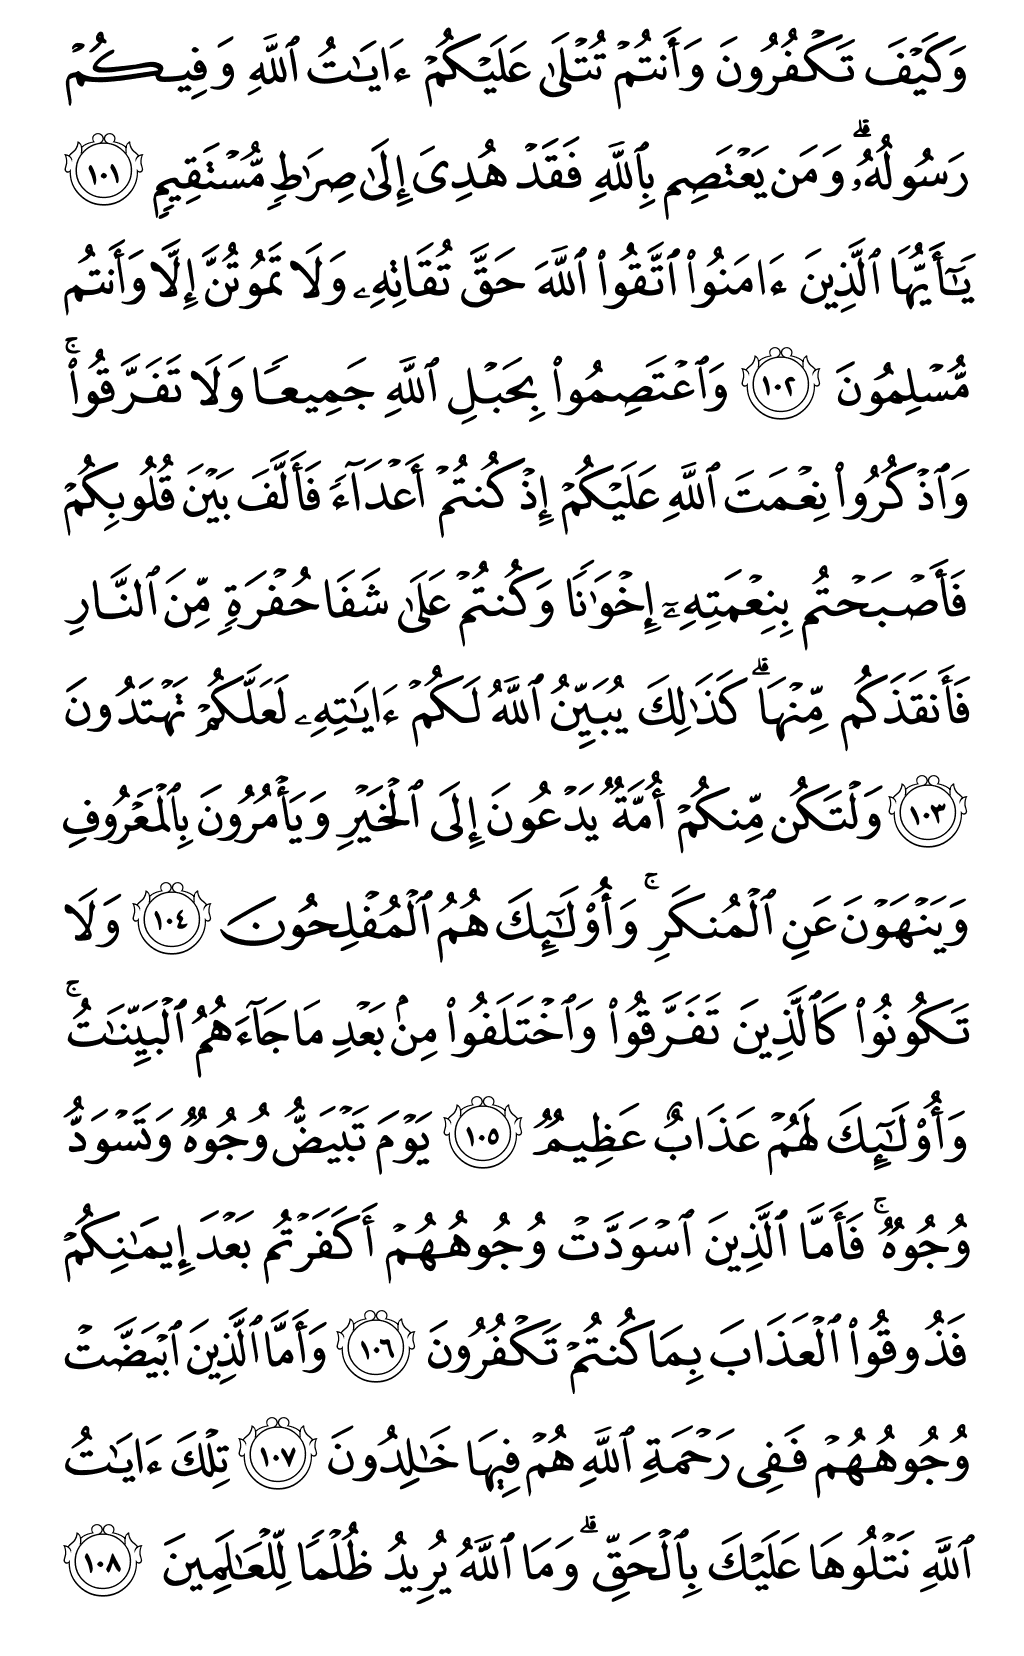 وَكَيۡفَ تَكۡفُرُونَ وَأَنتُمۡ تُتۡلَىٰ عَلَيۡكُمۡ ءَايَٰتُ ٱللَّهِ وَفِيكُمۡ
رَسُولُهُۥۗ وَمَن يَعۡتَصِم بِٱللَّهِ فَقَدۡ هُدِيَ إِلَىٰ صِرَٰطٖ مُّسۡتَقِيمٖ ١٠١
يَٰٓأَيُّهَا ٱلَّذِينَ ءَامَنُواْ ٱتَّقُواْ ٱللَّهَ حَقَّ تُقَاتِهِۦ وَلَا تَمُوتُنَّ إِلَّا وَأَنتُم
مُّسۡلِمُونَ ١٠٢ وَٱعۡتَصِمُواْ بِحَبۡلِ ٱللَّهِ جَمِيعٗا وَلَا تَفَرَّقُواْۚ
وَٱذۡكُرُواْ نِعۡمَتَ ٱللَّهِ عَلَيۡكُمۡ إِذۡ كُنتُمۡ أَعۡدَآءٗ فَأَلَّفَ بَيۡنَ قُلُوبِكُمۡ
فَأَصۡبَحۡتُم بِنِعۡمَتِهِۦٓ إِخۡوَٰنٗا وَكُنتُمۡ عَلَىٰ شَفَا حُفۡرَةٖ مِّنَ ٱلنَّارِ
فَأَنقَذَكُم مِّنۡهَاۗ كَذَٰلِكَ يُبَيِّنُ ٱللَّهُ لَكُمۡ ءَايَٰتِهِۦ لَعَلَّكُمۡ تَهۡتَدُونَ
١٠٣ وَلۡتَكُن مِّنكُمۡ أُمَّةٞ يَدۡعُونَ إِلَى ٱلۡخَيۡرِ وَيَأۡمُرُونَ بِٱلۡمَعۡرُوفِ
وَيَنۡهَوۡنَ عَنِ ٱلۡمُنكَرِۚ وَأُوْلَٰٓئِكَ هُمُ ٱلۡمُفۡلِحُونَ ١٠٤ وَلَا
تَكُونُواْ كَٱلَّذِينَ تَفَرَّقُواْ وَٱخۡتَلَفُواْ مِنۢ بَعۡدِ مَا جَآءَهُمُ ٱلۡبَيِّنَٰتُۚ
وَأُوْلَٰٓئِكَ لَهُمۡ عَذَابٌ عَظِيمٞ ١٠٥ يَوۡمَ تَبۡيَضُّ وُجُوهٞ وَتَسۡوَدُّ
وُجُوهٞۚ فَأَمَّا ٱلَّذِينَ ٱسۡوَدَّتۡ وُجُوهُهُمۡ أَكَفَرۡتُم بَعۡدَ إِيمَٰنِكُمۡ
فَذُوقُواْ ٱلۡعَذَابَ بِمَا كُنتُمۡ تَكۡفُرُونَ ١٠٦ وَأَمَّا ٱلَّذِينَ ٱبۡيَضَّتۡ
وُجُوهُهُمۡ فَفِي رَحۡمَةِ ٱللَّهِ هُمۡ فِيهَا خَٰلِدُونَ ١٠٧ تِلۡكَ ءَايَٰتُ
ٱللَّهِ نَتۡلُوهَا عَلَيۡكَ بِٱلۡحَقِّۗ وَمَا ٱللَّهُ يُرِيدُ ظُلۡمٗا لِّلۡعَٰلَمِينَ ١٠٨